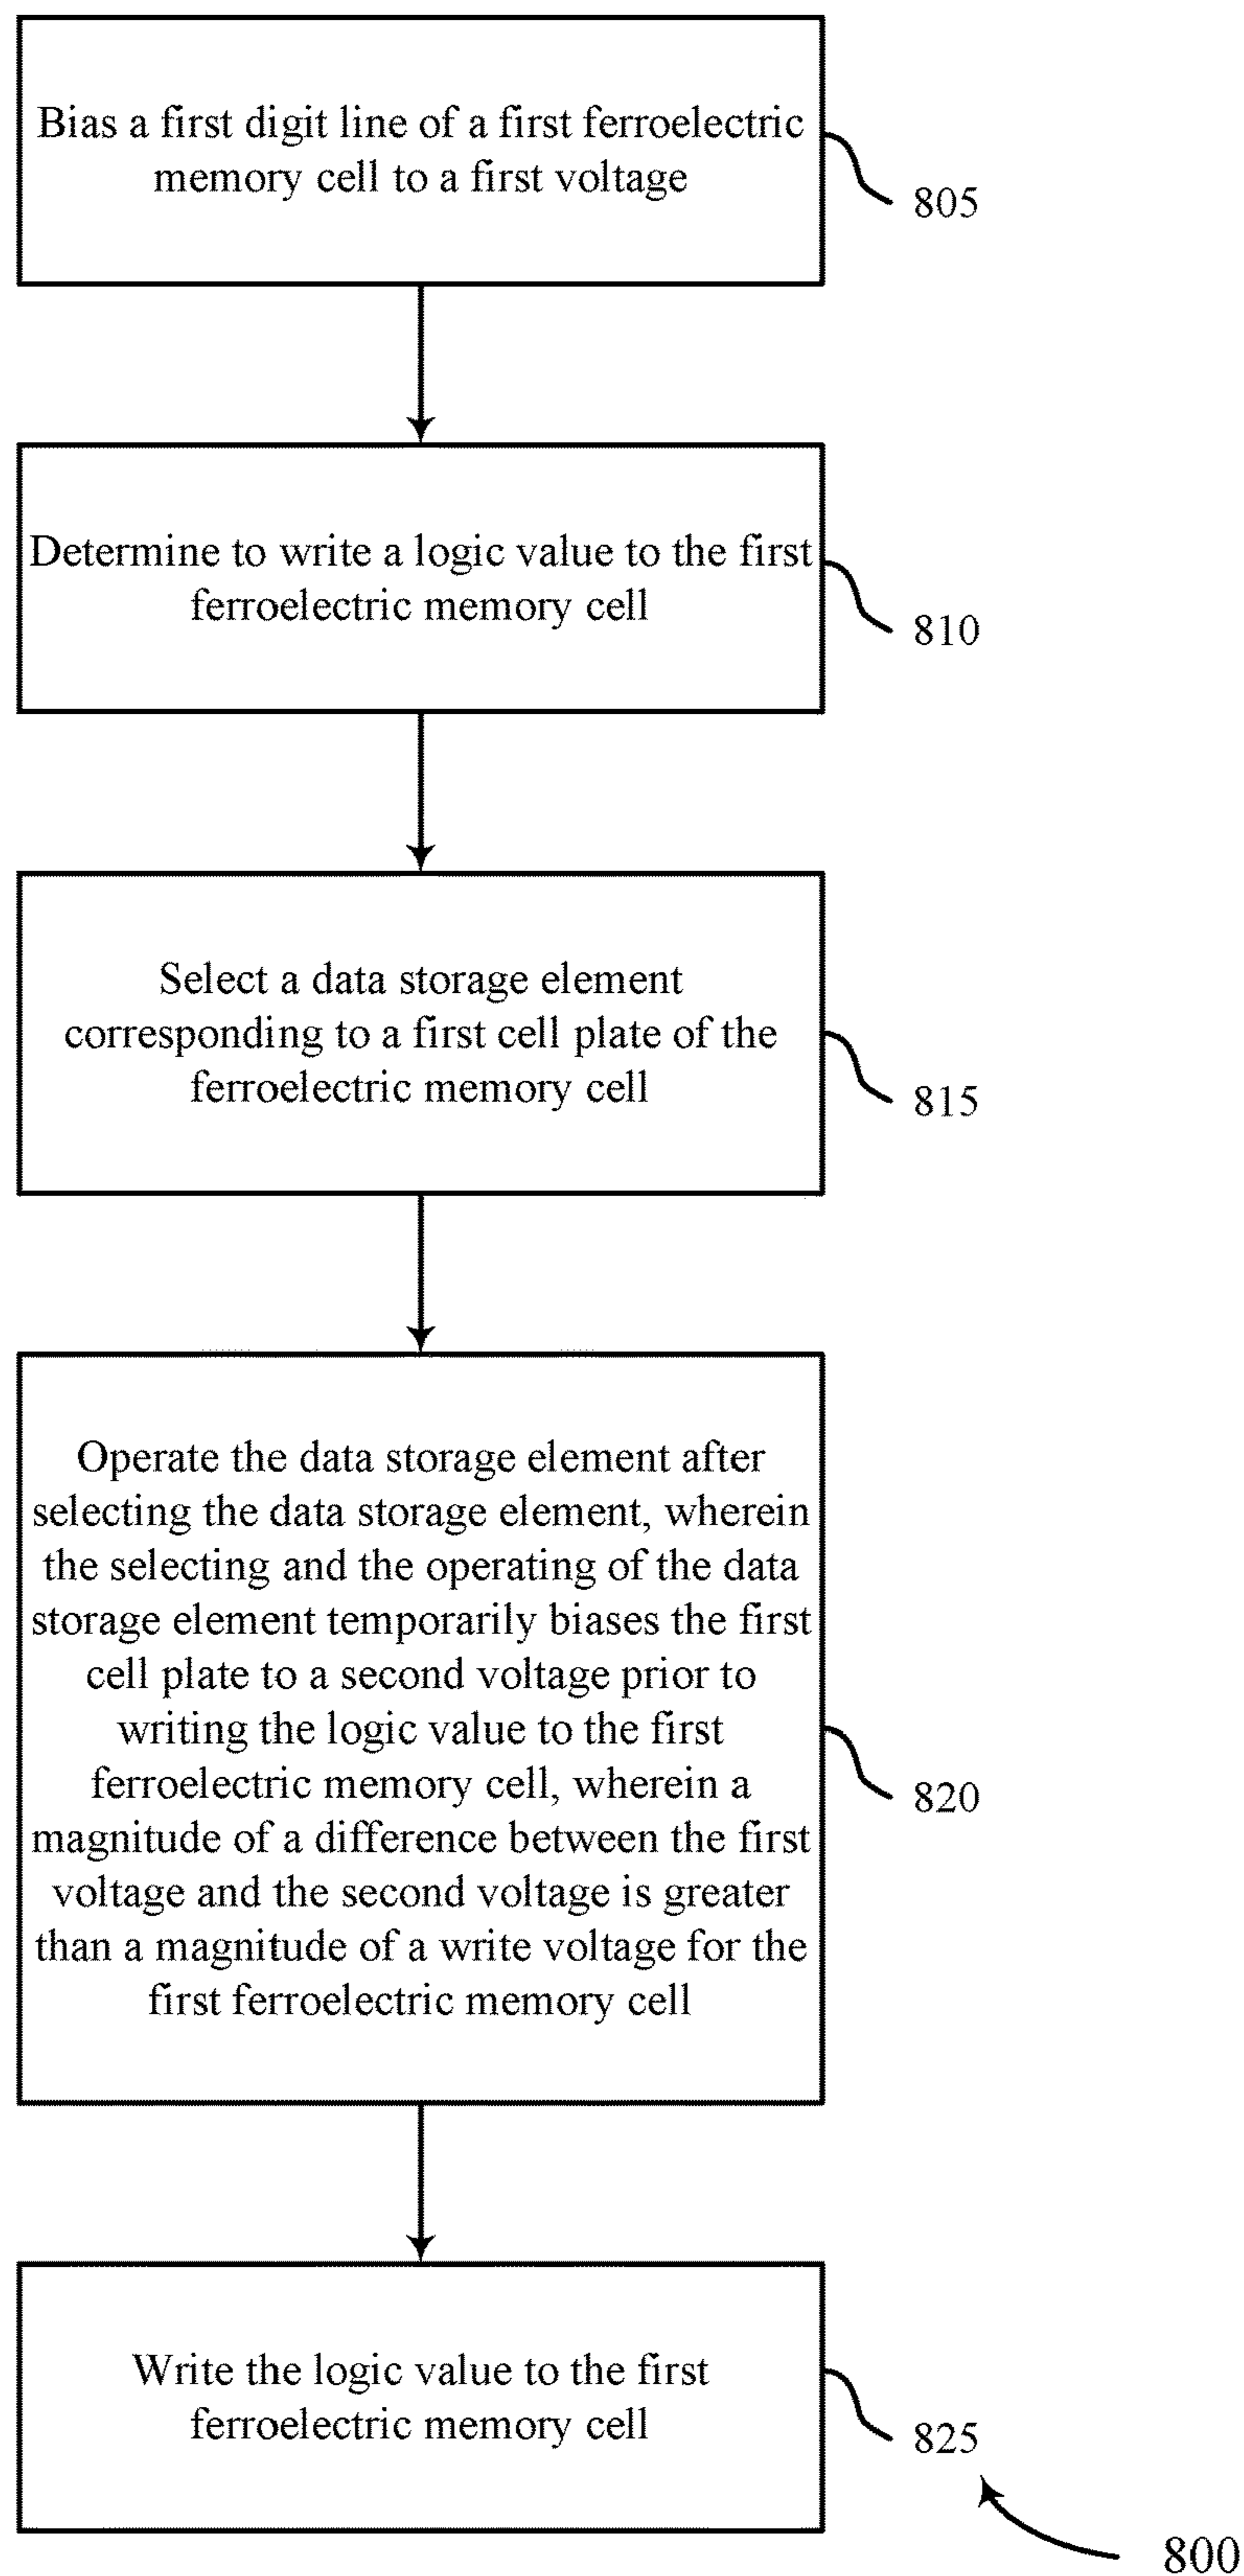 Bias a first digit line of a first ferroelectric
memory cell to a first voltage
805
Determine to write a logic value to the first
ferroelectric memory cell
810
Select a data storage element
corresponding to a first cell plate of the
ferroelectric memory cell
815
Operate the data storage element after
selecting the data storage element, wherein
the selecting and the operating of the data
storage element temporarily biases the first
cell plate to a second voltage prior to
writing the logic value to the first
ferroelectric memory cell, wherein a
magnitude of a difference between the first
voltage and the second voltage is greater
than a magnitude of a write voltage for the
first ferroelectric memory cell
820
Write the logic value to the first
ferroelectric memory cell
825
800